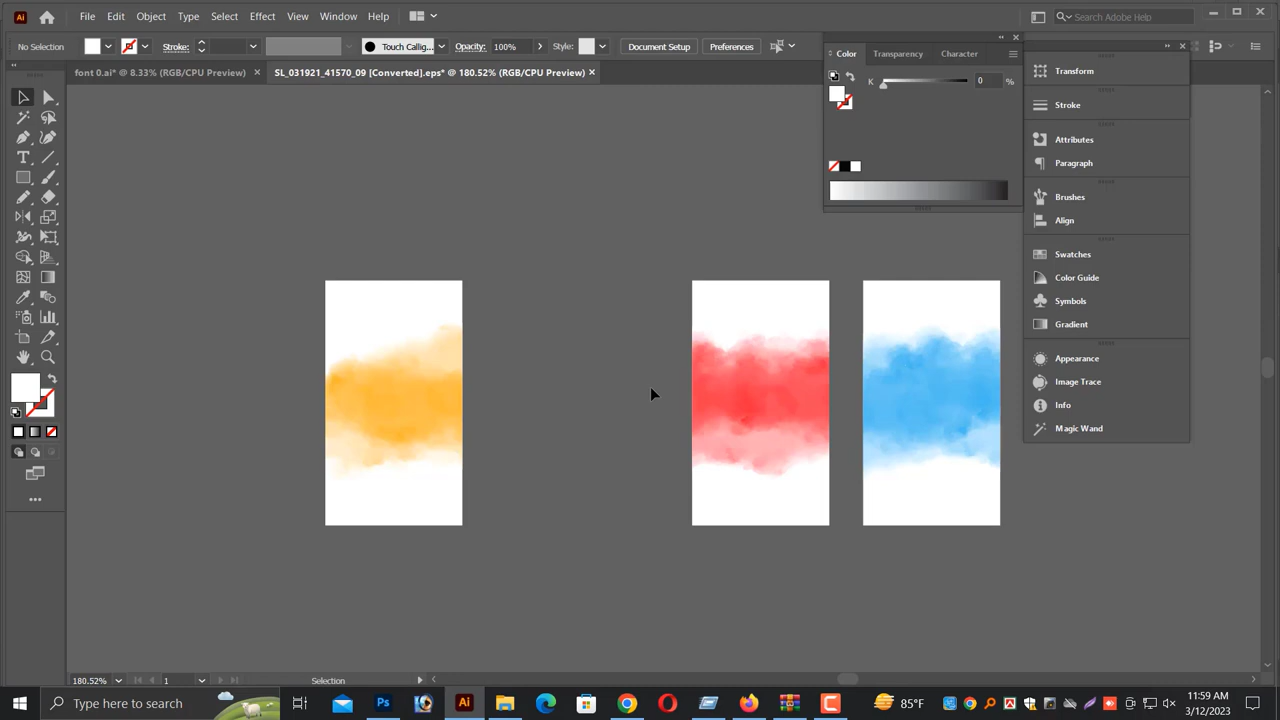 Ai
File Edit Object Type Select Effect View Window Help
Search Adobe Help
No Selection Stroke: Touch Callig... Opacity: 100% Style: Document Setup Preferences
font 0.ai* @ 8.33% (RGB/CPU Preview) × SL_031921_41570_09 [Converted].eps* @ 180.52% (RGB/CPU Preview) ×
Color Transparency Character
K 0 %
Transform
Stroke
Attributes
Paragraph
Brushes
Align
Swatches
Color Guide
Symbols
Gradient
Appearance
Image Trace
Info
Magic Wand
180.52% 1 Selection
Type here to search
Ps
Ai
85°F
11:59 AM
3/12/2023